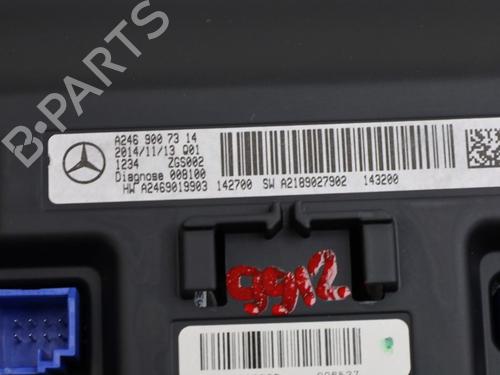 B-PARTS
A246 900 73 14
2014/11/13 Q01
1234 ZGS002
Diagnose 008100
HW A2469019903 142700 SW A2189027902 143200